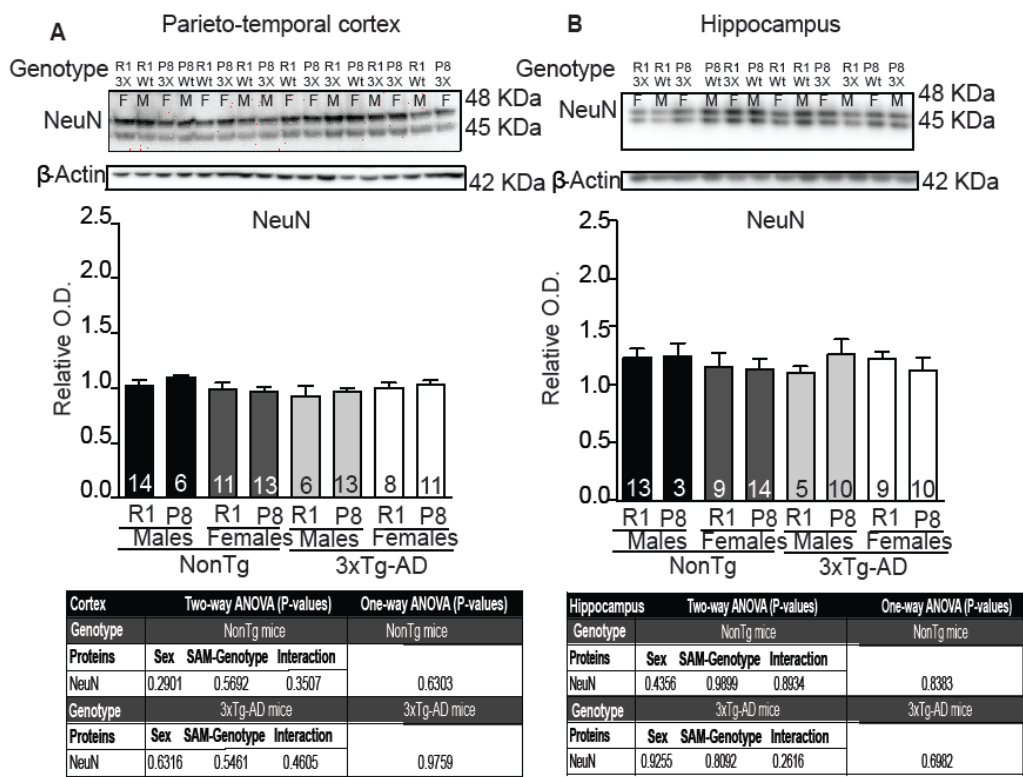 A Parieto-temporal cortex
Genotype
R1 R1 P8 P8 R1 R1 P8 P8 R1 P8 R1 P8 R1 P8 R1 P8
3X Wt 3X Wt Wt Wt 3X 3X Wt Wt 3X Wt 3X 3X Wt 3X
F M F M F F M M F F M M F F M F
NeuN
48 KDa
45 KDa
β-Actin
42 KDa
NeuN
Relative O.D.
2.5
2.0
1.5
1.0
0.5
0.0
14 6 11 13 6 13 8 11
R1 P8 R1 P8 R1 P8 R1 P8
Males Females Males Females
NonTg 3xTg-AD
Cortex Two-way ANOVA (P-values) One-way ANOVA (P-values)
Genotype NonTg mice NonTg mice
Proteins Sex SAM-Genotype Interaction
NeuN 0.2901 0.5692 0.3507 0.6303
Genotype 3xTg-AD mice 3xTg-AD mice
Proteins Sex SAM-Genotype Interaction
NeuN 0.6316 0.5461 0.4605 0.9759
B Hippocampus
Genotype
R1 R1 P8 P8 R1 P8 R1 R1 P8 R1 P8 P8
3X Wt 3X Wt 3X Wt Wt 3X Wt 3X Wt 3X
F M F M F M F M F M F M
NeuN
48 KDa
45 KDa
β-Actin
42 KDa
NeuN
Relative O.D.
2.5
2.0
1.5
1.0
0.5
0.0
13 3 9 14 5 10 9 10
R1 P8 R1 P8 R1 P8 R1 P8
Males Females Males Females
NonTg 3xTg-AD
Hippocampus Two-way ANOVA (P-values) One-way ANOVA (P-values)
Genotype NonTg mice NonTg mice
Proteins Sex SAM-Genotype Interaction
NeuN 0.4356 0.9899 0.8934 0.8383
Genotype 3xTg-AD mice 3xTg-AD mice
Proteins Sex SAM-Genotype Interaction
NeuN 0.9255 0.8092 0.2616 0.6982